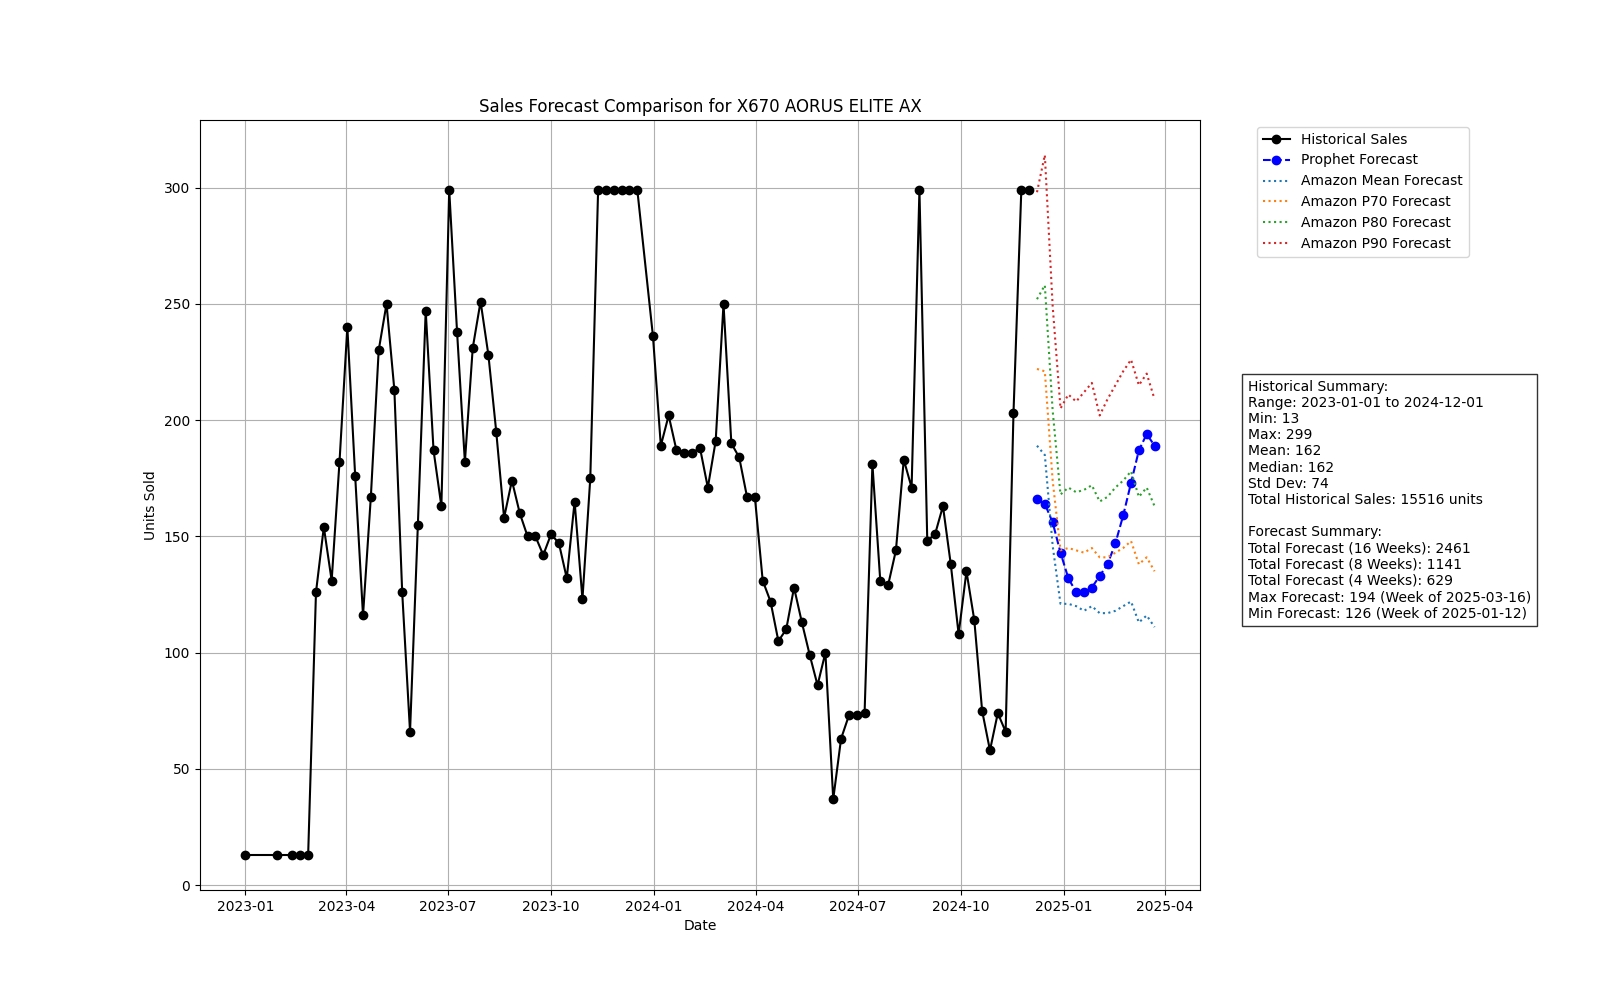 Sales Forecast Comparison for X670 AORUS ELITE AX
Historical Sales
Prophet Forecast
Amazon Mean Forecast
Amazon P70 Forecast
Amazon P80 Forecast
Amazon P90 Forecast
Units Sold
300
250
200
150
100
50
0
2023-01
2023-04
2023-07
2023-10
2024-01
2024-04
2024-07
2024-10
2025-01
2025-04
Date
Historical Summary:
Range: 2023-01-01 to 2024-12-01
Min: 13
Max: 299
Mean: 162
Median: 162
Std Dev: 74
Total Historical Sales: 15516 units
Forecast Summary:
Total Forecast (16 Weeks): 2461
Total Forecast (8 Weeks): 1141
Total Forecast (4 Weeks): 629
Max Forecast: 194 (Week of 2025-03-16)
Min Forecast: 126 (Week of 2025-01-12)